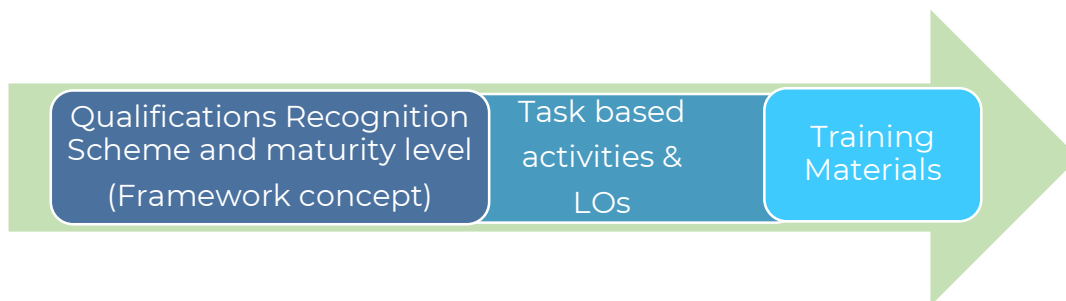 Qualifications Recognition
Scheme and maturity level
(Framework concept)
Task based
activities &
LOs
Training
Materials